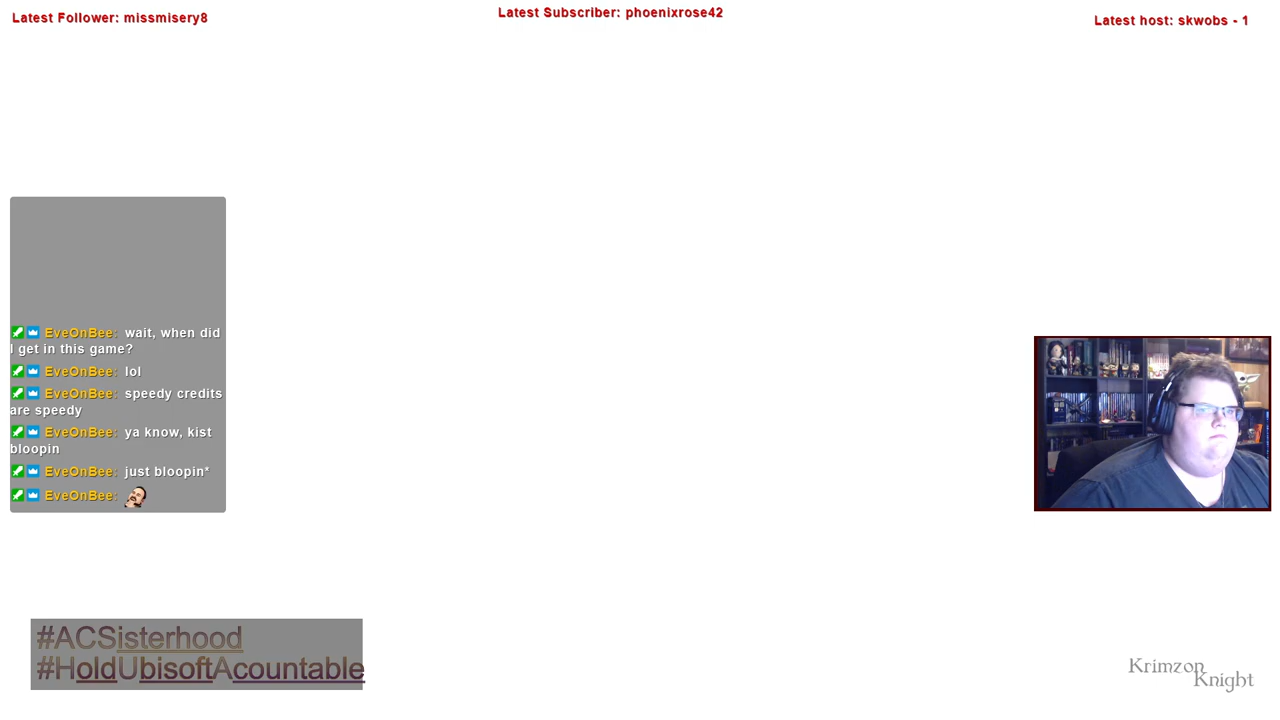 Latest Follower: missmisery8
Latest Subscriber: phoenixrose42
Latest host: skwobs - 1
EveOnBee: wait, when did
I get in this game?
EveOnBee: lol
EveOnBee: speedy credits
are speedy
EveOnBee: ya know, kist
bloopin
EveOnBee: just bloopin*
EveOnBee:
#ACSisterhood
#HoldUbisoftAcountable
Krimzon
Knight